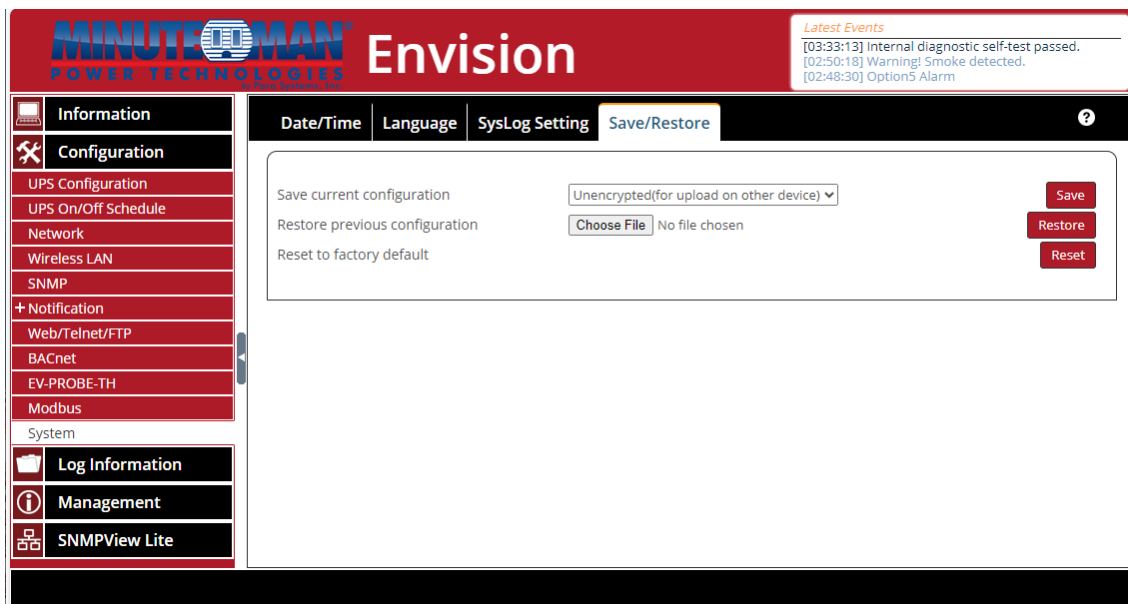 MINUTEMAN
POWER TECHNOLOGIES
by Para Systems, Inc.
Envision
Latest Events
[03:33:13] Internal diagnostic self-test passed.
[02:50:18] Warning! Smoke detected.
[02:48:30] Option5 Alarm
Information
Configuration
UPS Configuration
UPS On/Off Schedule
Network
Wireless LAN
SNMP
+ Notification
Web/Telnet/FTP
BACnet
EV-PROBE-TH
Modbus
System
Log Information
Management
SNMPView Lite
Date/Time Language SysLog Setting Save/Restore ?
Save current configuration Unencrypted(for upload on other device) Save
Restore previous configuration Choose File No file chosen Restore
Reset to factory default Reset